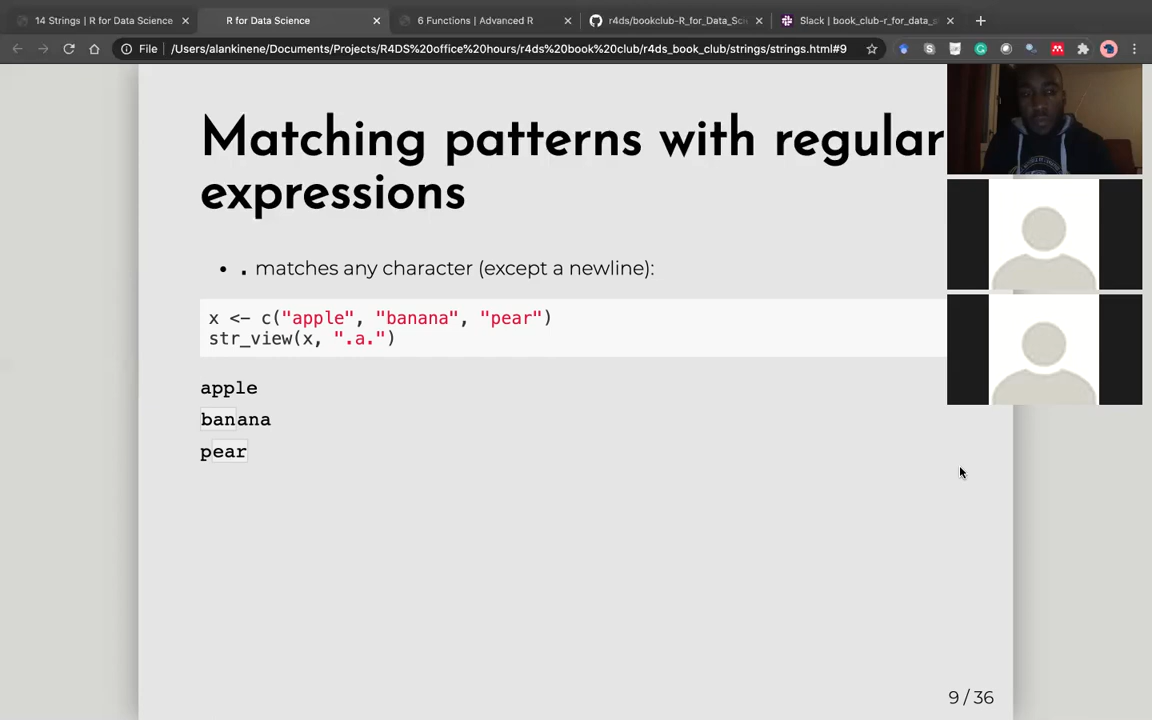 14 Strings | R for Data Science
R for Data Science
6 Functions | Advanced R
r4ds/bookclub-R_for_Data_Sci
Slack | book_club-r_for_data_s
File
/Users/alankinene/Documents/Projects/R4DS%20office%20hours/r4ds%20book%20club/r4ds_book_club/strings/strings.html#9
Matching patterns with regular
expressions
• . matches any character (except a newline):
x <- c("apple", "banana", "pear")
str_view(x, ".a.")
apple
banana
pear
9 / 36